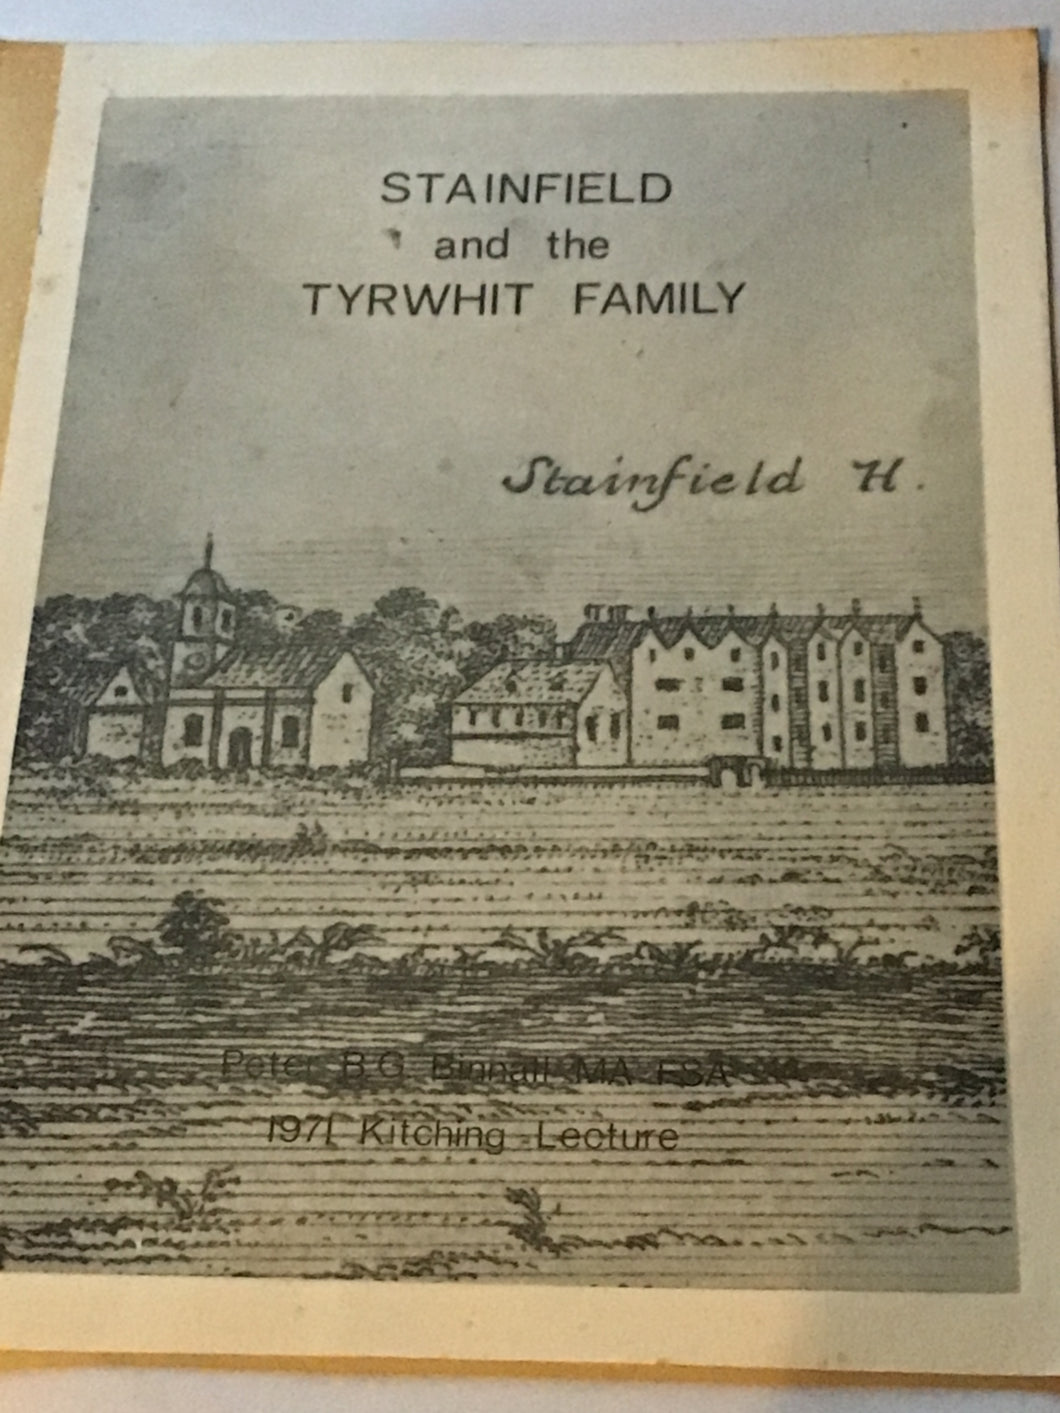 STAINFIELD
and the
TYRWHIT FAMILY
Stainfield H.
Peter B.G. Binnall MA FSA
1971 Kitching Lecture